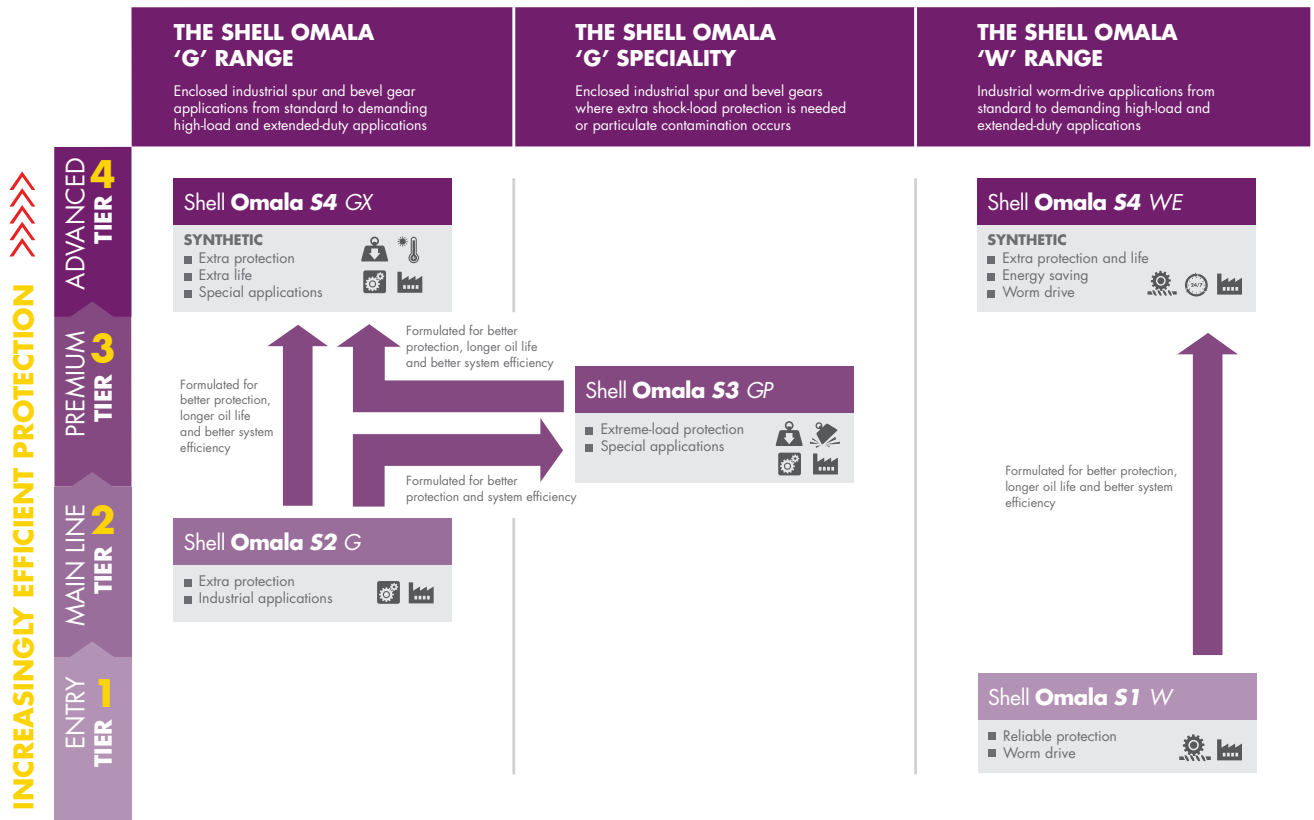 THE SHELL OMALA
‘G’ RANGE
Enclosed industrial spur and bevel gear
applications from standard to demanding
high-load and extended-duty applications
THE SHELL OMALA
‘G’ SPECIALITY
Enclosed industrial spur and bevel gears
where extra shock-load protection is needed
or particulate contamination occurs
THE SHELL OMALA
‘W’ RANGE
Industrial worm-drive applications from
standard to demanding high-load and
extended-duty applications
INCREASINGLY EFFICIENT PROTECTION
ADVANCED
TIER 4
PREMIUM
TIER 3
MAIN LINE
TIER 2
ENTRY
TIER 1
Shell Omala S4 GX
SYNTHETIC
Extra protection
Extra life
Special applications
Formulated for
better protection,
longer oil life
and better system
efficiency
Formulated for better
protection, longer oil life
and better system efficiency
Shell Omala S3 GP
Extreme-load protection
Special applications
Formulated for better
protection and system efficiency
Shell Omala S2 G
Extra protection
Industrial applications
Shell Omala S4 WE
SYNTHETIC
Extra protection and life
Energy saving
Worm drive
24/7
Formulated for better protection,
longer oil life and better system
efficiency
Shell Omala S1 W
Reliable protection
Worm drive